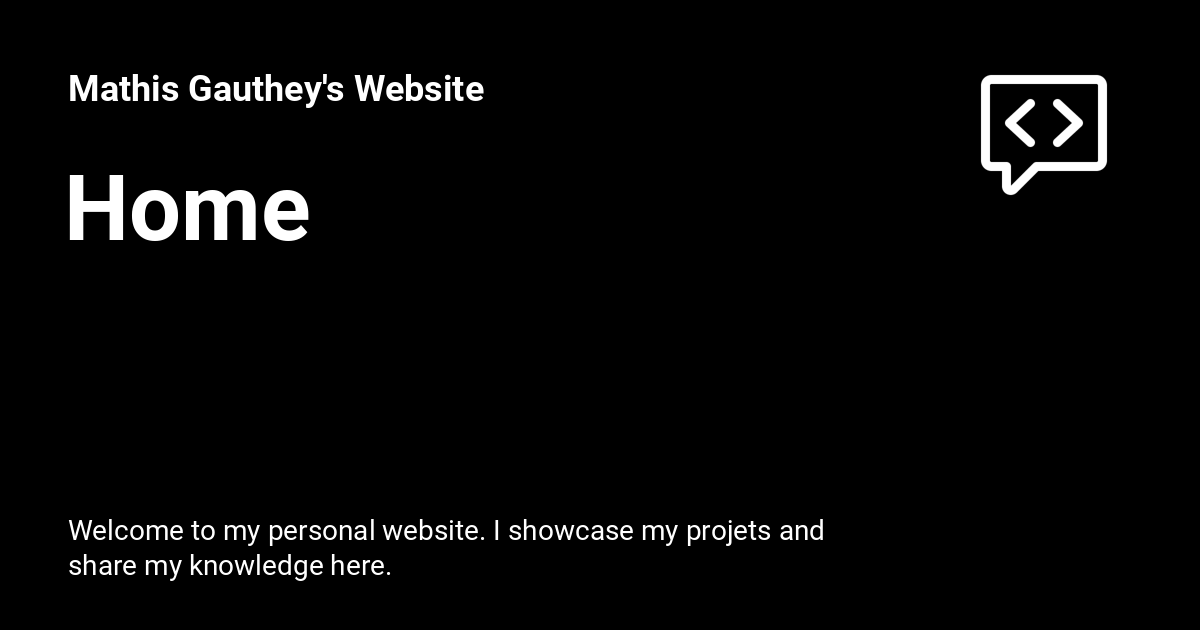 Mathis Gauthey's Website
Home
Welcome to my personal website. I showcase my projets and
share my knowledge here.